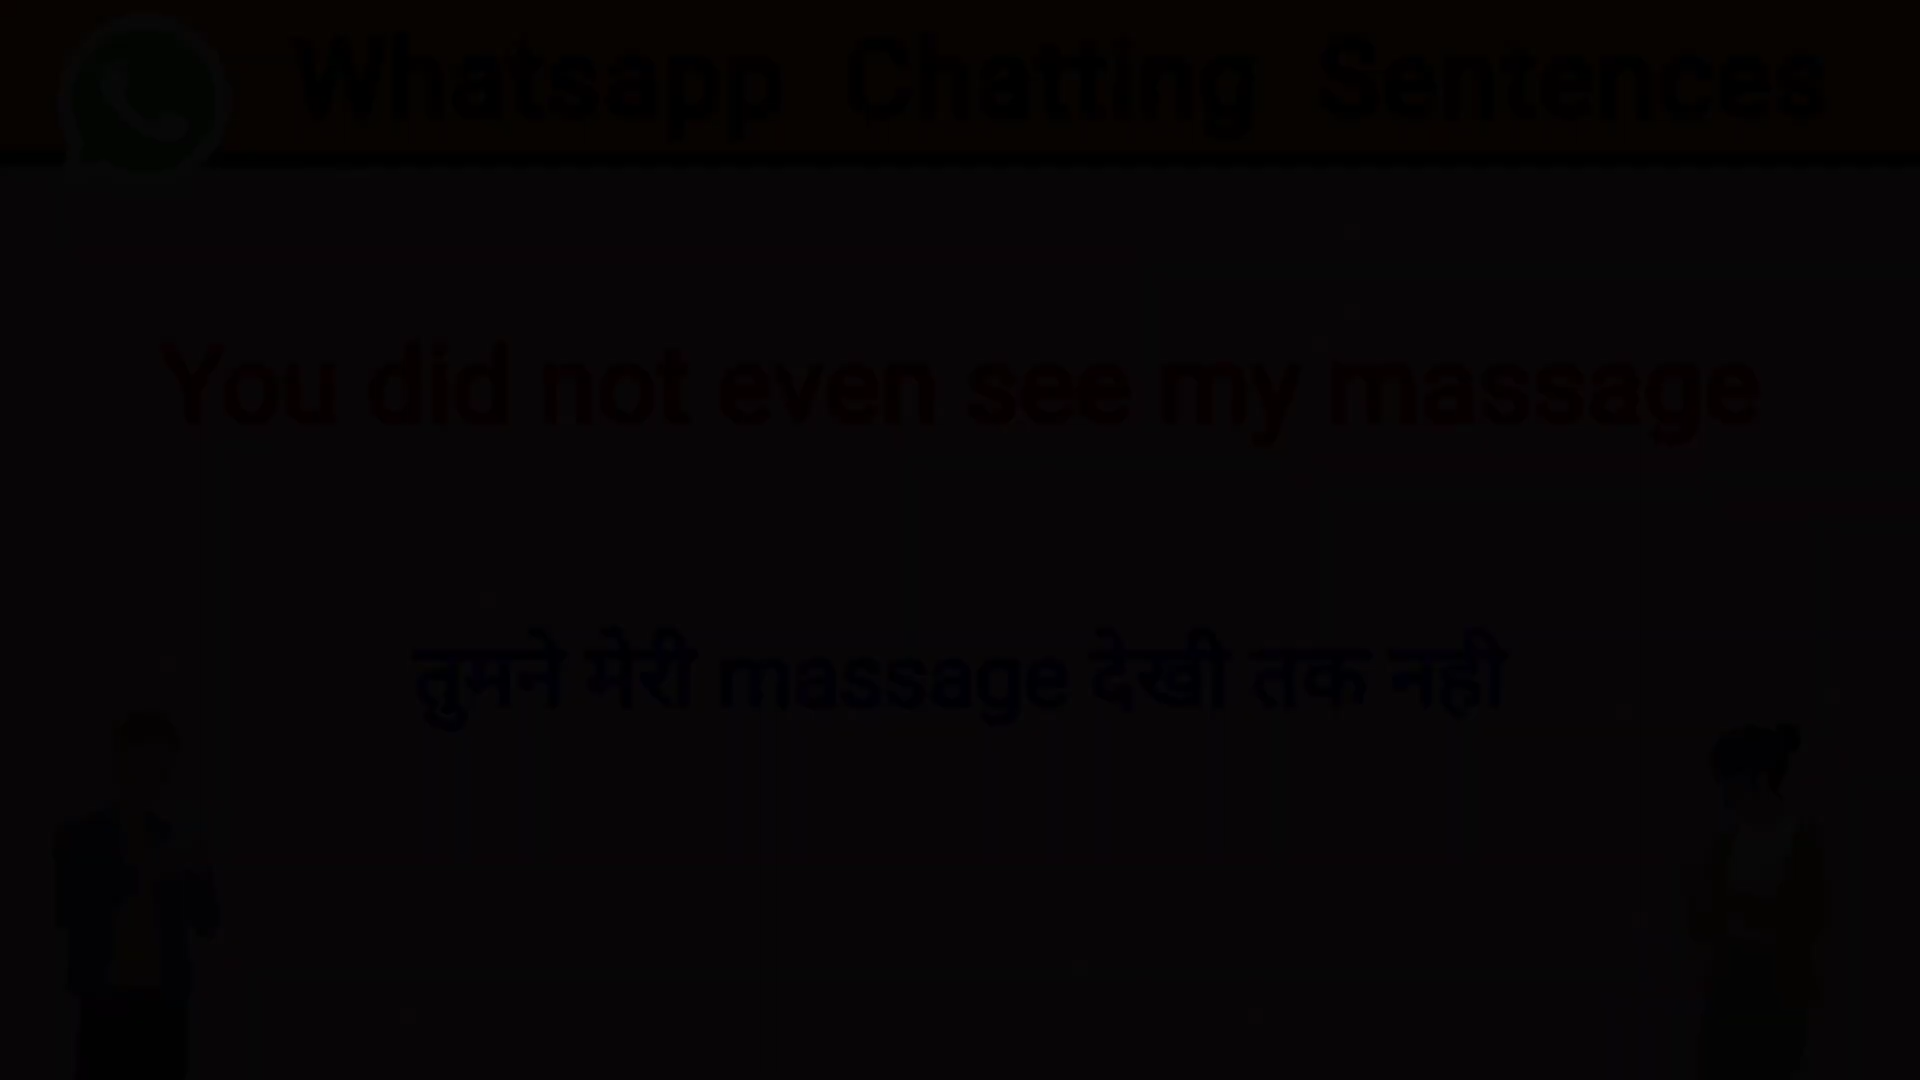 Whatsapp Chatting Sentences
You did not even see my massage
तुमने मेरी massage देखी तक नही